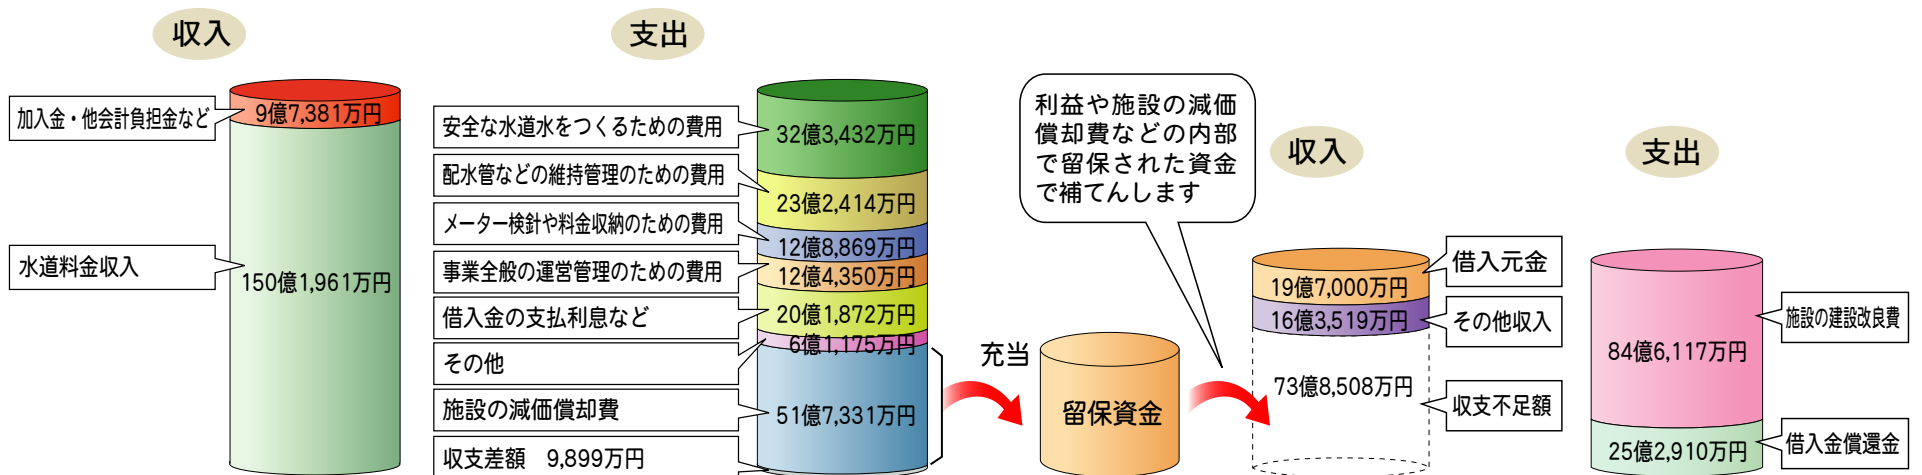 収入
加入金・他会計負担金など
9億7,381万円
水道料金収入
150億1,961万円
支出
安全な水道水をつくるための費用
32億3,432万円
配水管などの維持管理のための費用
23億2,414万円
メーター検針や料金収納のための費用
12億8,869万円
事業全般の運営管理のための費用
12億4,350万円
借入金の支払利息など
20億1,872万円
その他
6億1,175万円
施設の減価償却費
51億7,331万円
収支差額 9,899万円
充当
留保資金
利益や施設の減価
償却費などの内部
で留保された資金
で補てんします
収入
借入元金
19億7,000万円
その他収入
16億3,519万円
収支不足額
73億8,508万円
支出
施設の建設改良費
84億6,117万円
借入金償還金
25億2,910万円